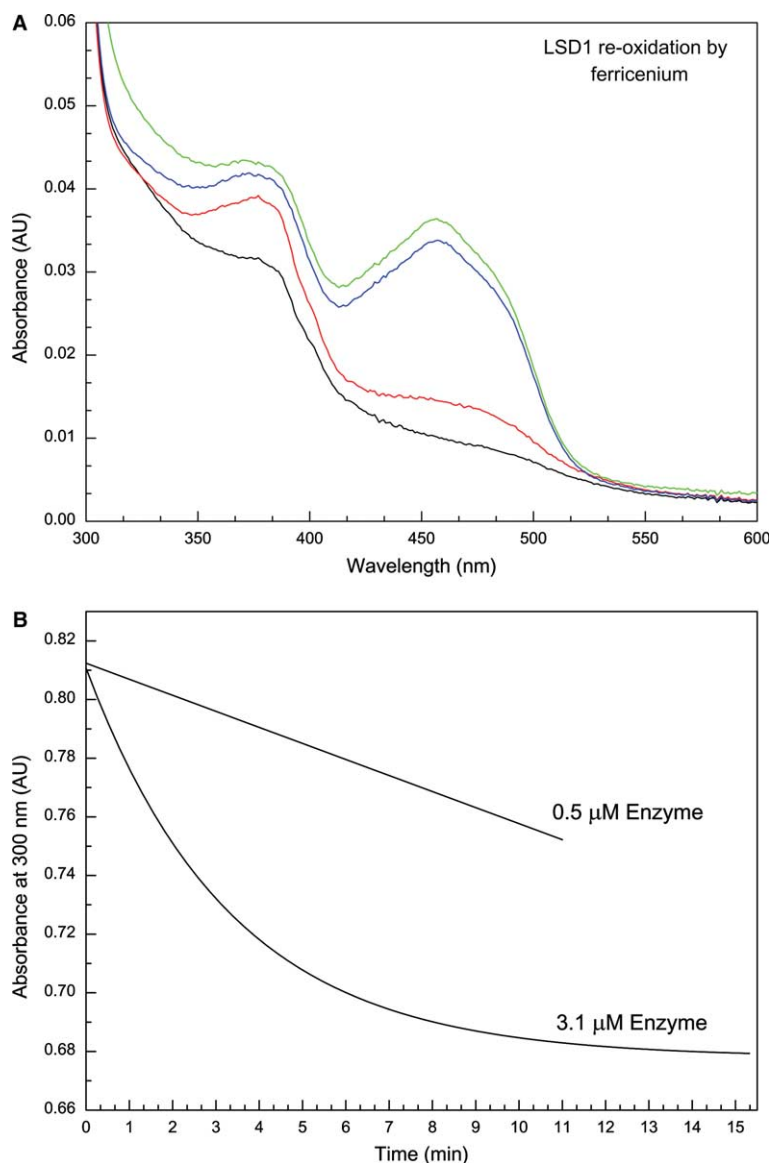 A
LSD1 re-oxidation by
ferricenium
0.06
0.05
0.04
0.03
0.02
0.01
0.00
Absorbance (AU)
300 350 400 450 500 550 600
Wavelength (nm)
B
0.82
0.80
0.78
0.76
0.74
0.72
0.70
0.68
0.66
Absorbance at 300 nm (AU)
0.5 μM Enzyme
3.1 μM Enzyme
0 1 2 3 4 5 6 7 8 9 10 11 12 13 14 15
Time (min)